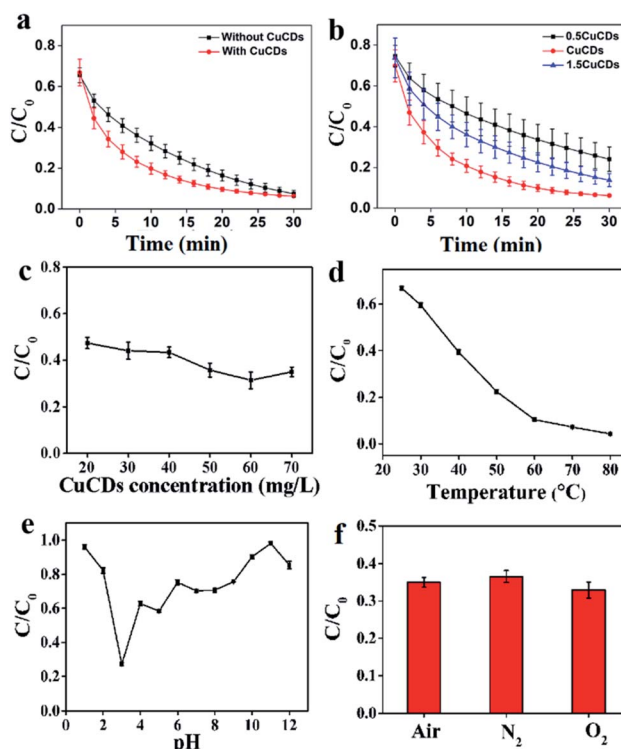 a
Without CuCDs
With CuCDs
C/C0
0.8
0.6
0.4
0.2
0.0
0 5 10 15 20 25 30
Time (min)
b
0.5CuCDs
CuCDs
1.5CuCDs
C/C0
0.8
0.6
0.4
0.2
0.0
0 5 10 15 20 25 30
Time (min)
c
C/C0
0.8
0.6
0.4
0.2
0.0
20 30 40 50 60 70
CuCDs concentration (mg/L)
d
C/C0
0.6
0.4
0.2
0.0
20 30 40 50 60 70 80
Temperature (°C)
e
C/C0
1.0
0.8
0.6
0.4
0.2
0.0
0 2 4 6 8 10 12
pH
f
C/C0
0.5
0.4
0.3
0.2
0.1
0.0
Air N2 O2